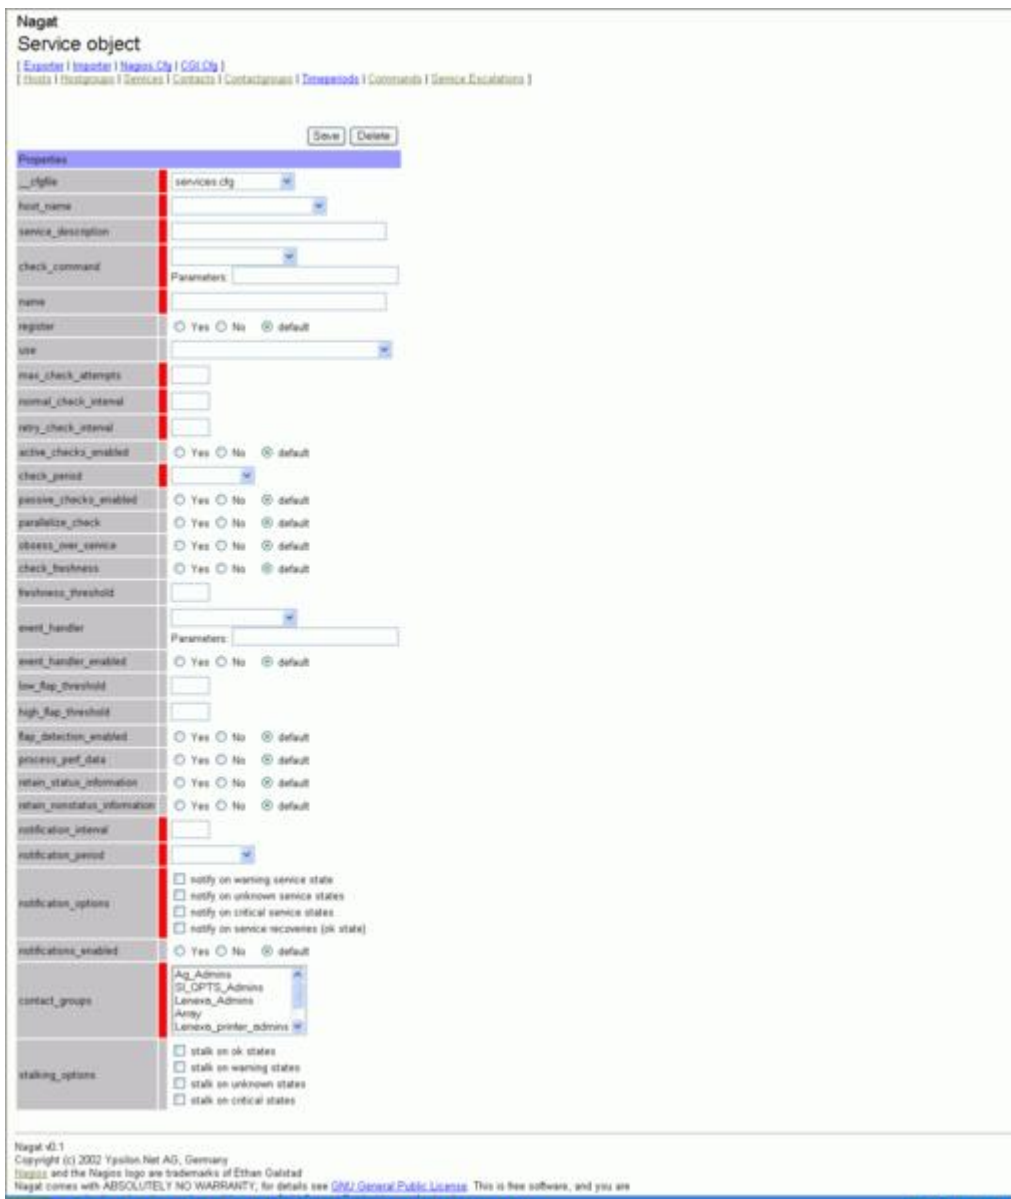 Nagat
Service object
[ Exporter | Importer | Nagios.Cfg | CGI.Cfg ]
[ Hosts | Hostgroups | Services | Contacts | Contactgroups | Timeperiods | Commands | Service Escalations ]
Save Delete
Properties
__cfgfile services.cfg
host_name
service_description
check_command
Parameters:
name
register Yes No default
use
max_check_attempts
normal_check_interval
retry_check_interval
active_checks_enabled Yes No default
check_period
passive_checks_enabled Yes No default
parallelize_check Yes No default
obsess_over_service Yes No default
check_freshness Yes No default
freshness_threshold
event_handler
Parameters:
event_handler_enabled Yes No default
low_flap_threshold
high_flap_threshold
flap_detection_enabled Yes No default
process_perf_data Yes No default
retain_status_information Yes No default
retain_nonstatus_information Yes No default
notification_interval
notification_period
notification_options
notify on warning service state
notify on unknown service states
notify on critical service states
notify on service recoveries (ok state)
notifications_enabled Yes No default
contact_groups
Ag_Admins
SI_OPTS_Admins
Lenexa_Admins
Array
Lenexa_printer_admins
stalking_options
stalk on ok states
stalk on warning states
stalk on unknown states
stalk on critical states
Nagat v0.1
Copyright (c) 2002 Ypsilon.Net AG, Germany
Nagios and the Nagios logo are trademarks of Ethan Galstad
Nagat comes with ABSOLUTELY NO WARRANTY; for details see GNU General Public License. This is free software, and you are